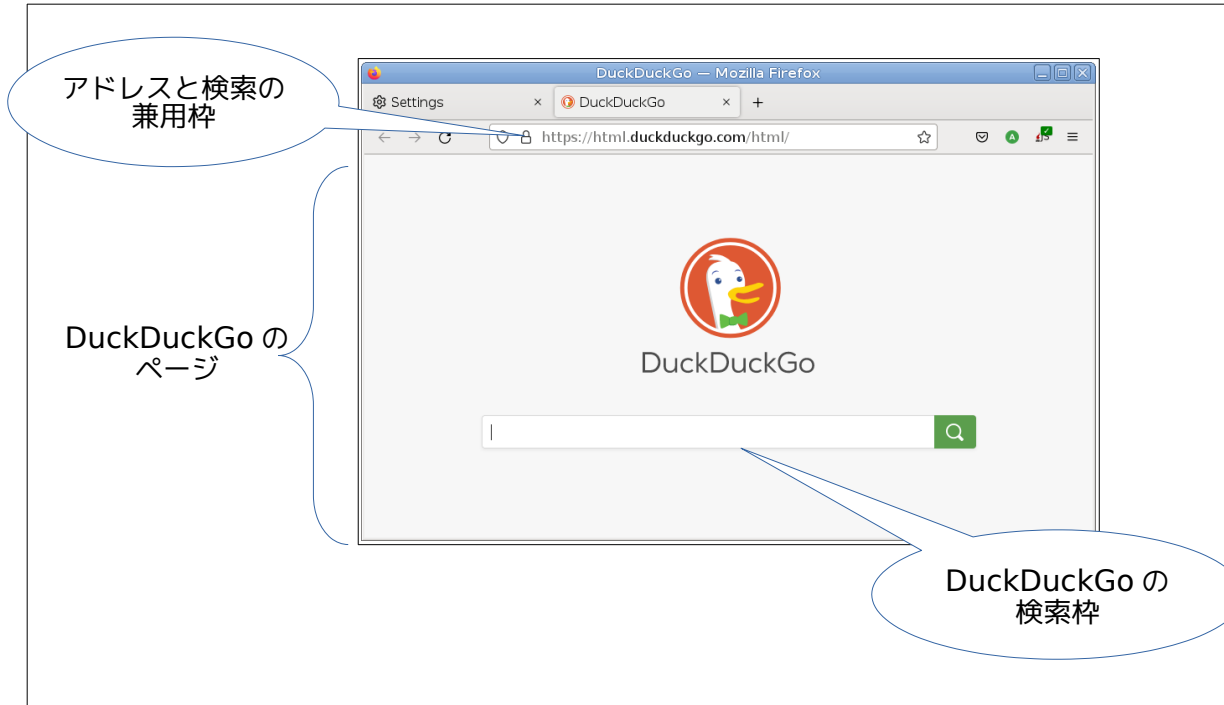 アドレスと検索の
兼用枠
DuckDuckGo — Mozilla Firefox
Settings
DuckDuckGo
https://html.duckduckgo.com/html/
DuckDuckGo の
ページ
DuckDuckGo
DuckDuckGo の
検索枠